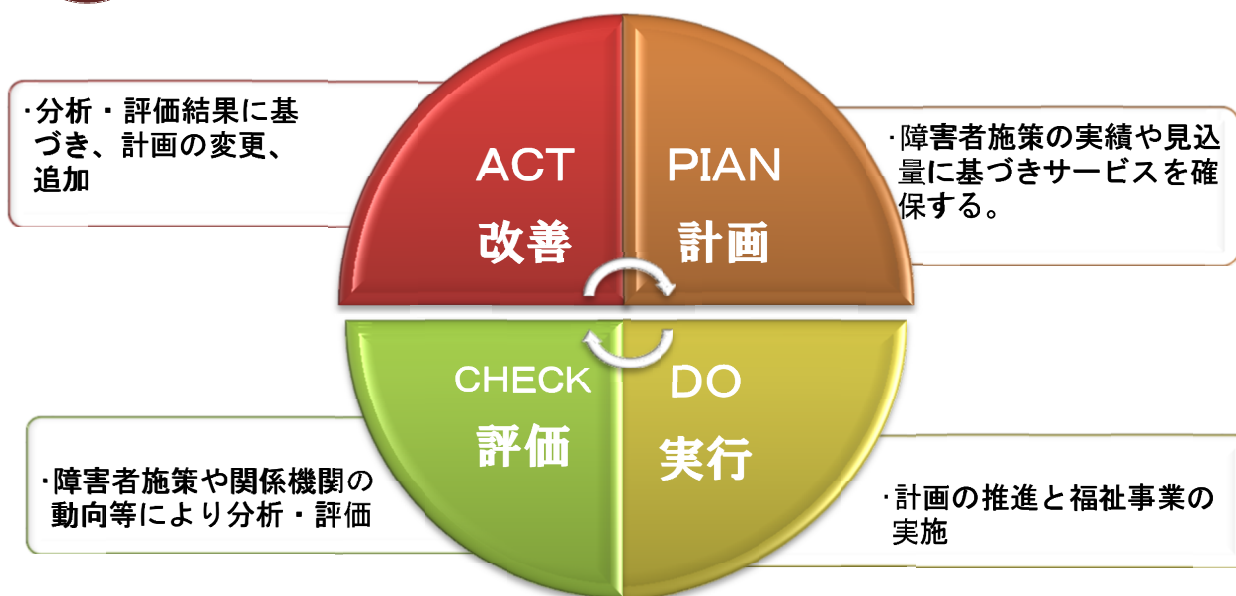 ・分析・評価結果に基
づき、計画の変更、
追加
ACT
改善
PIAN
計画
・障害者施策の実績や見込
量に基づきサービスを確
保する。
CHECK
評価
DO
実行
・障害者施策や関係機関の
動向等により分析・評価
・計画の推進と福祉事業の
実施